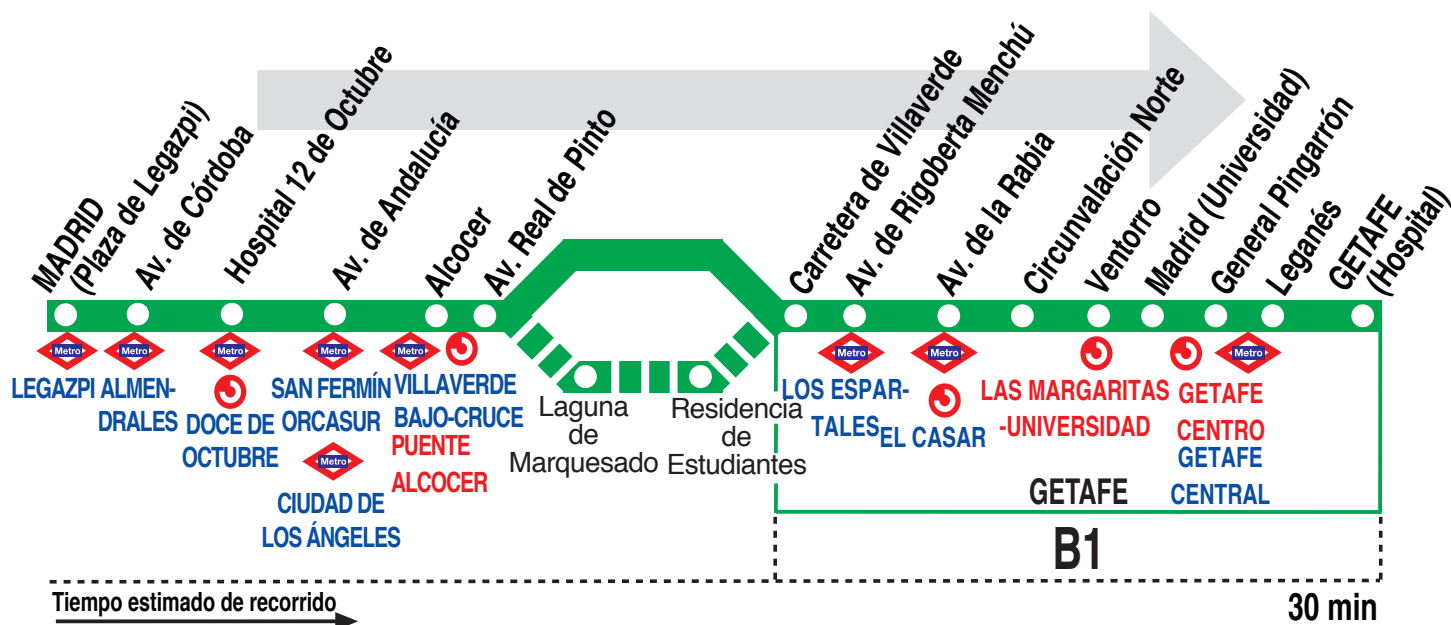 MADRID
(Plaza de Legazpi)
Av. de Córdoba
Hospital 12 de Octubre
Av. de Andalucía
Alcocer
Av. Real de Pinto
Carretera de Villaverde
Av. de Rigoberta Menchú
Av. de la Rabia
Circunvalación Norte
Ventorro
Madrid (Universidad)
General Pingarrón
Leganés
GETAFE
(Hospital)
Metro
LEGAZPI
Metro
ALMEN-
DRALES
Metro
DOCE DE
OCTUBRE
Metro
SAN FERMÍN
ORCASUR
Metro
CIUDAD DE
LOS ÁNGELES
Metro
VILLAVERDE
BAJO-CRUCE
PUENTE
ALCOCER
Laguna
de
Marquesado
Residencia
de
Estudiantes
Metro
LOS ESPAR-
TALES
Metro
EL CASAR
LAS MARGARITAS
-UNIVERSIDAD
Metro
GETAFE
CENTRO
GETAFE
CENTRAL
GETAFE
B1
Tiempo estimado de recorrido
30 min